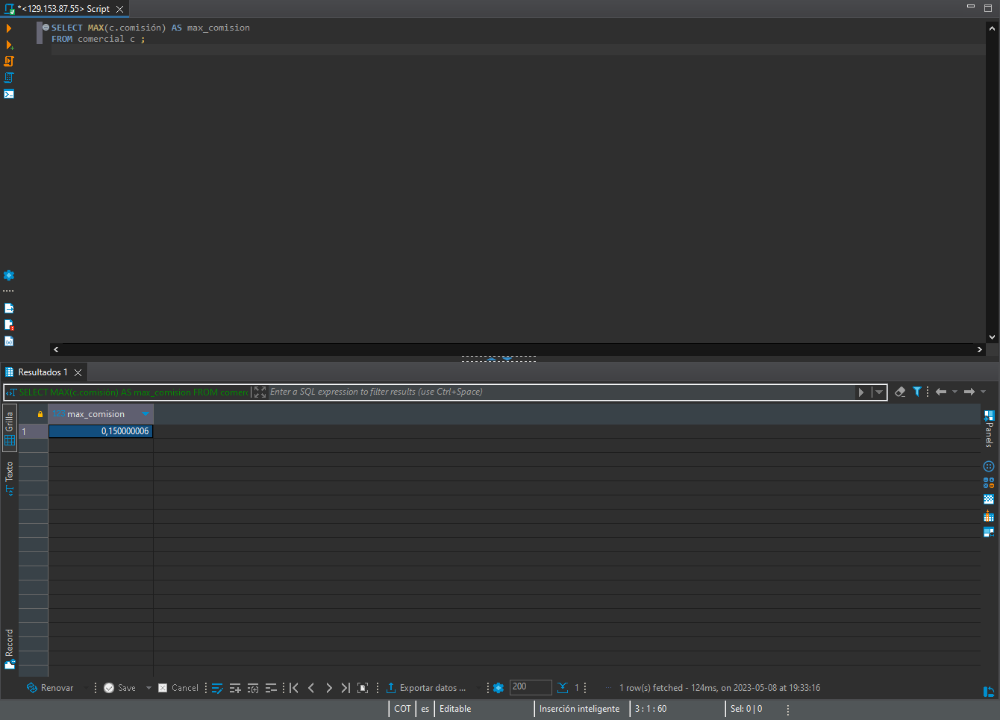 *<129.153.87.55> Script
SELECT MAX(c.comisión) AS max_comision
FROM comercial c ;
Resultados 1
SELECT MAX(c.comisión) AS max_comision FROM comerc
Enter a SQL expression to filter results (use Ctrl+Space)
Grilla
Texto
Record
123 max_comision
1
0,150000006
Panels
Renovar
Save
Cancel
Exportar datos ...
200
1
1 row(s) fetched - 124ms, on 2023-05-08 at 19:33:16
COT
es
Editable
Inserción inteligente
3 : 1 : 60
Sel: 0 | 0